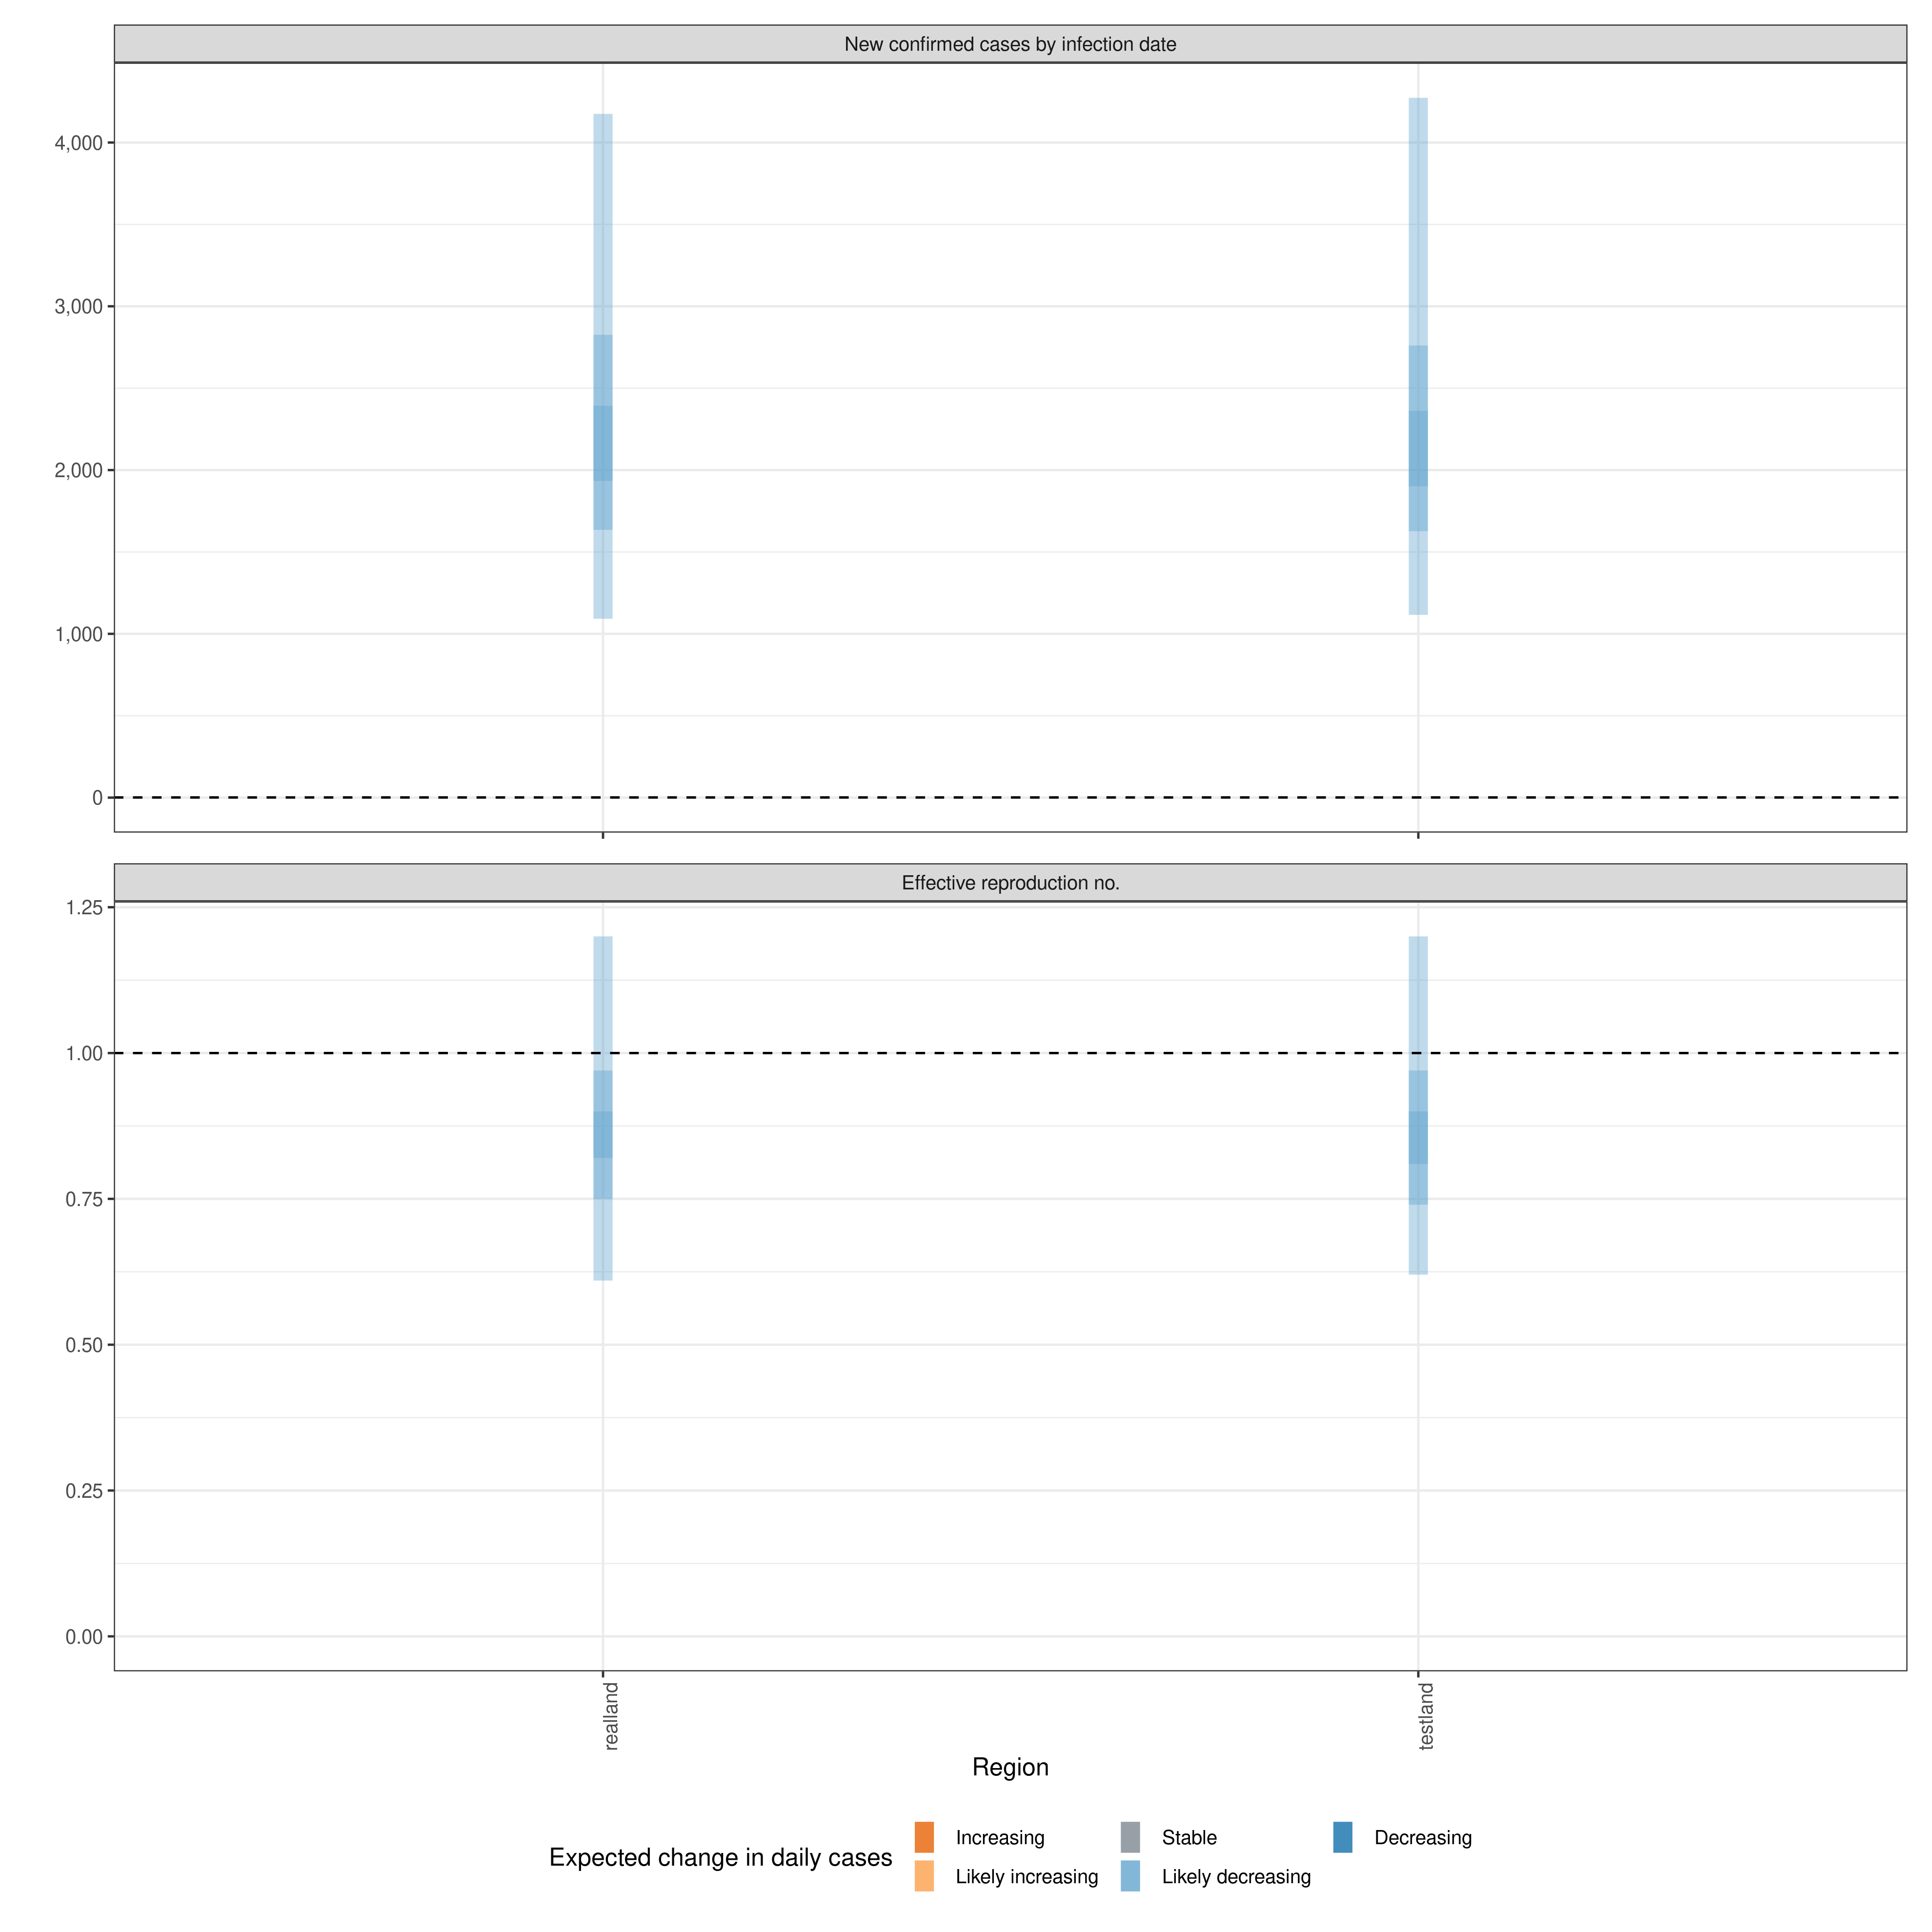 New confirmed cases by infection date
4,000
3,000
2,000
1,000
0
Effective reproduction no.
1.25
1.00
0.75
0.50
0.25
0.00
realland
testland
Region
Expected change in daily cases
Increasing
Stable
Decreasing
Likely increasing
Likely decreasing